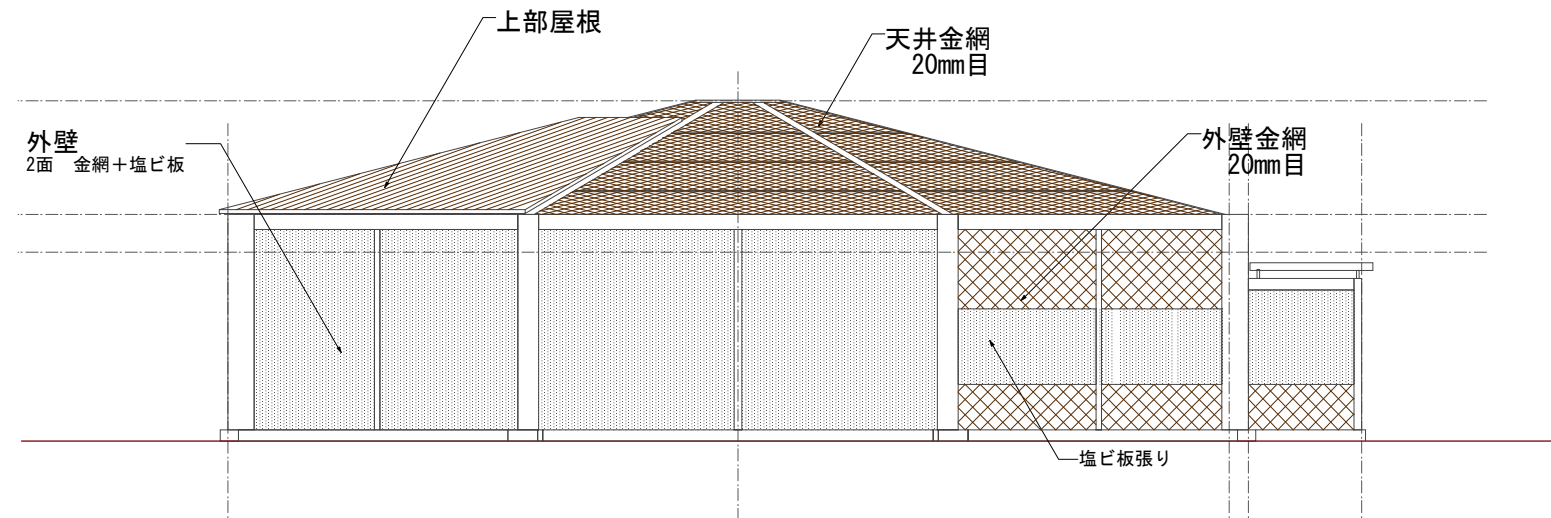 上部屋根
天井金網
20mm目
外壁
2面　金網＋塩ビ板
外壁金網
20mm目
塩ビ板張り